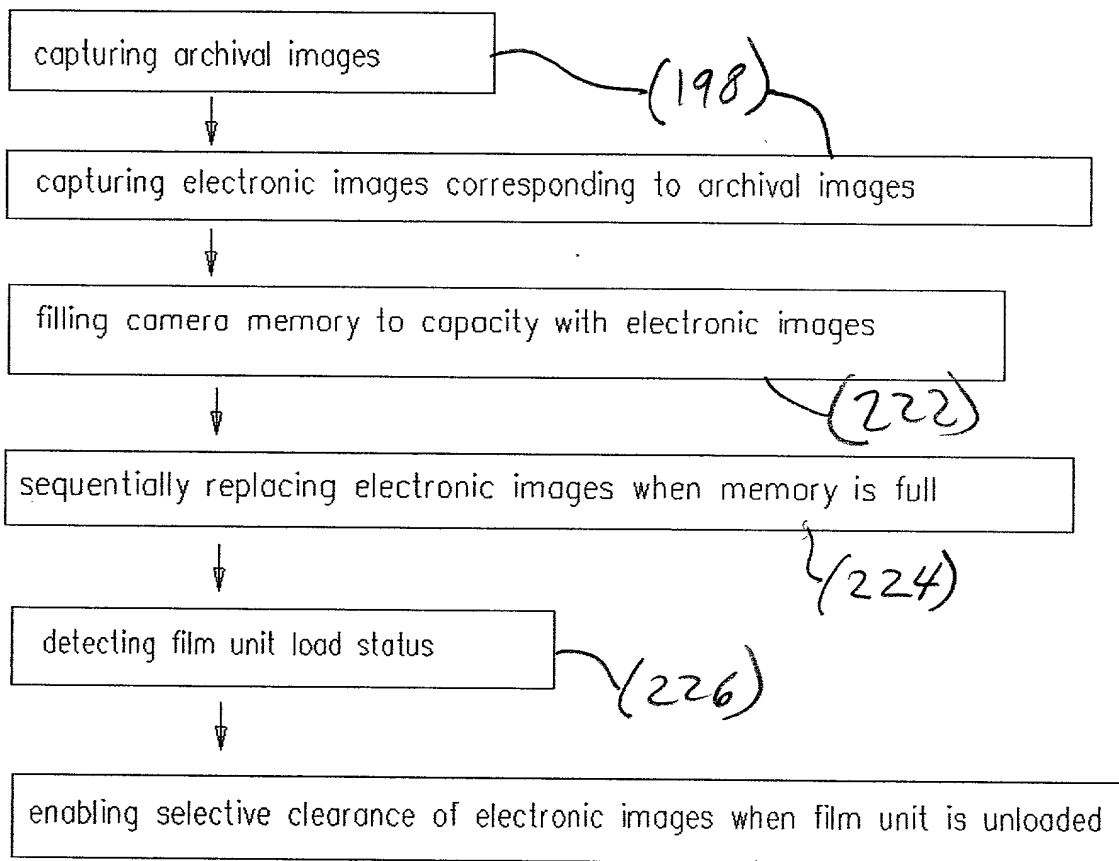 capturing archival images
(198)
capturing electronic images corresponding to archival images
filling camera memory to capacity with electronic images
(222)
sequentially replacing electronic images when memory is full
(224)
detecting film unit load status
(226)
enabling selective clearance of electronic images when film unit is unloaded